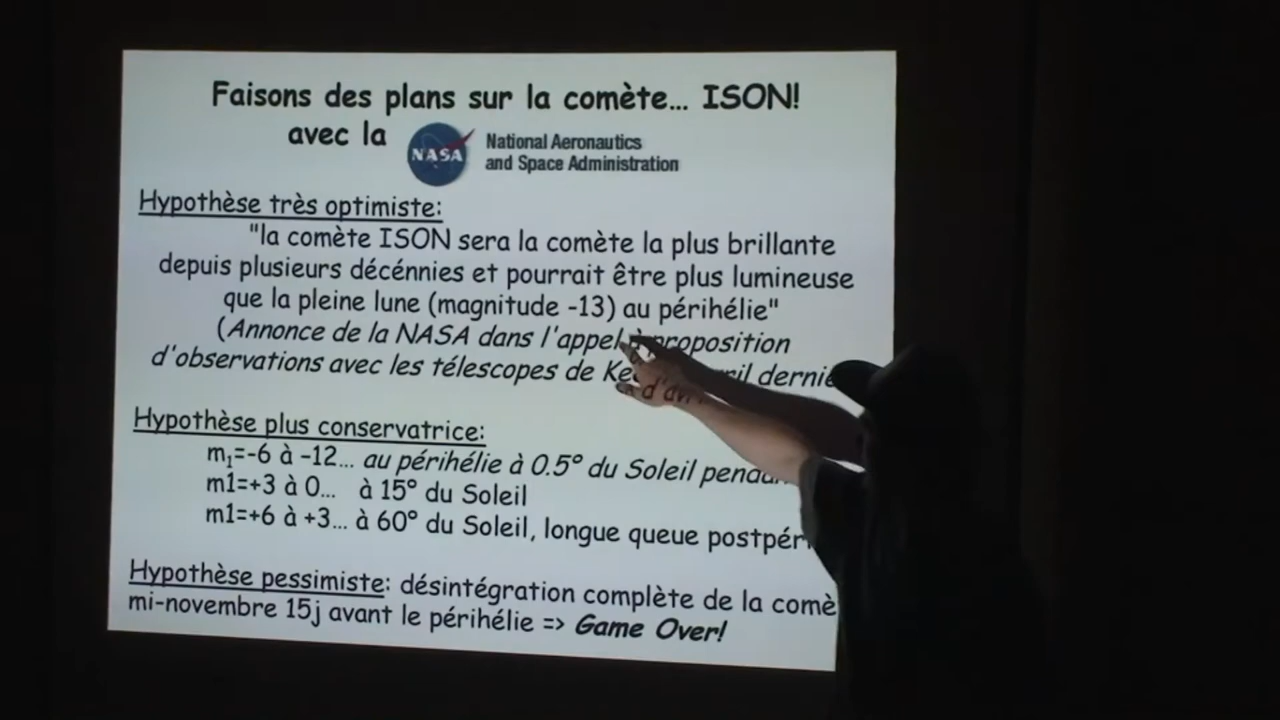 Faisons des plans sur la comète... ISON!
avec la
NASA
National Aeronautics
and Space Administration
Hypothèse très optimiste:
"la comète ISON sera la comète la plus brillante
depuis plusieurs décénnies et pourrait être plus lumineuse
que la pleine lune (magnitude -13) au périhélie"
(Annonce de la NASA dans l'appel à proposition
d'observations avec les télescopes de
Hypothèse plus conservatrice:
m1=-6 à -12... au périhélie à 0.5° du Soleil
m1=+3 à 0... à 15° du Soleil
m1=+6 à +3... à 60° du Soleil, longue queue
Hypothèse pessimiste: désintégration complète de la
mi-novembre 15j avant le périhélie => Game Over!